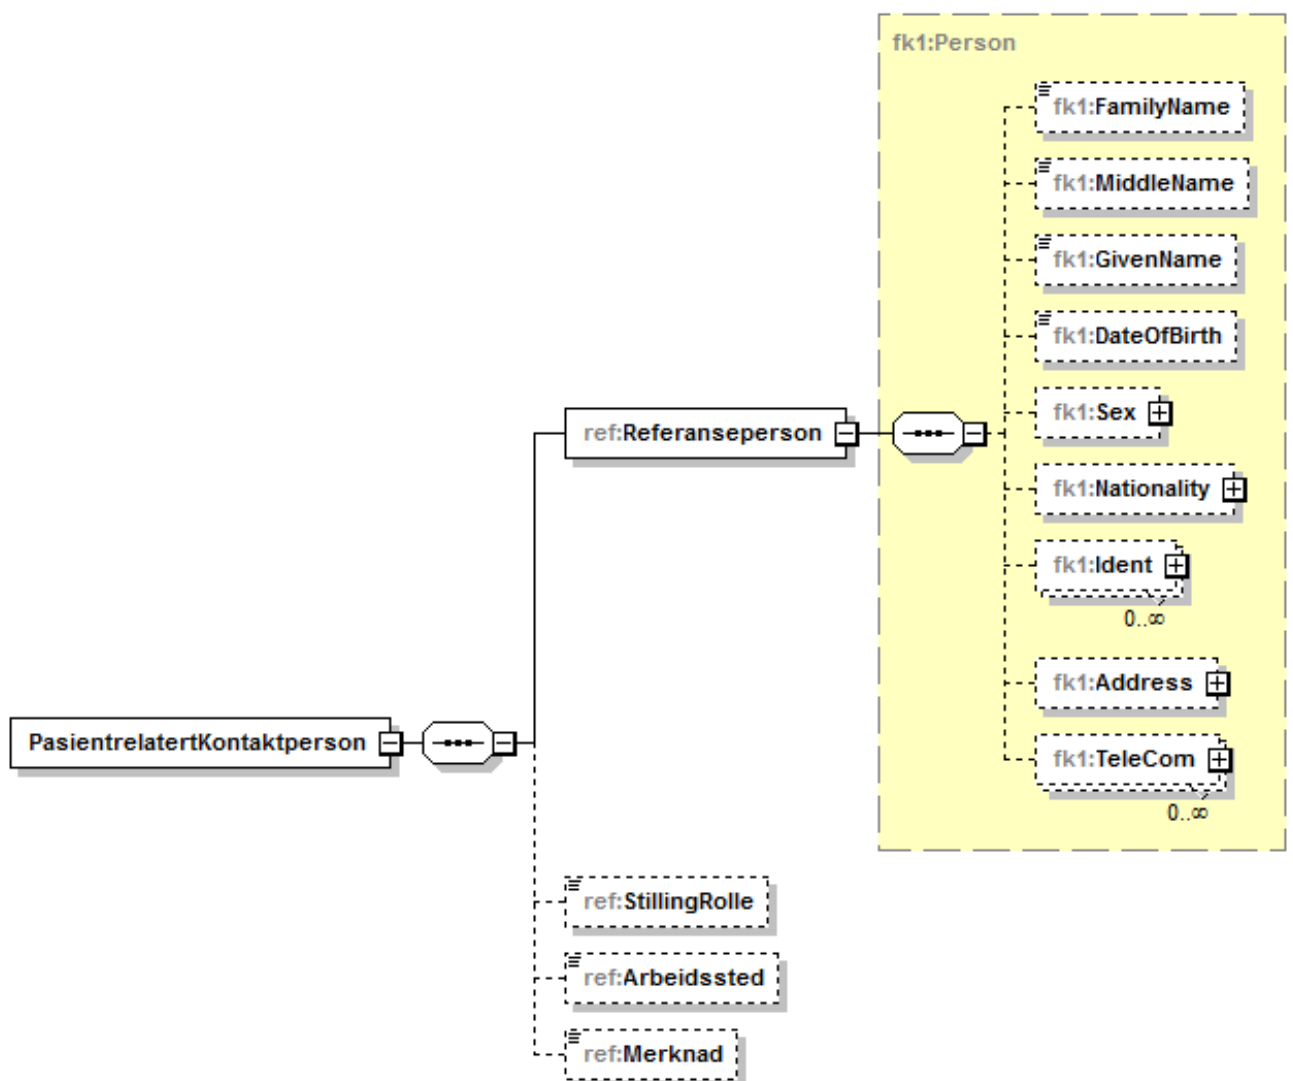 fk1:Person
fk1:FamilyName
fk1:MiddleName
fk1:GivenName
fk1:DateOfBirth
fk1:Sex
ref:Referanseperson
fk1:Nationality
fk1:Ident
0..∞
fk1:Address
PasientrelatertKontaktperson
fk1:TeleCom
0..∞
ref:StillingRolle
ref:Arbeidssted
ref:Merknad